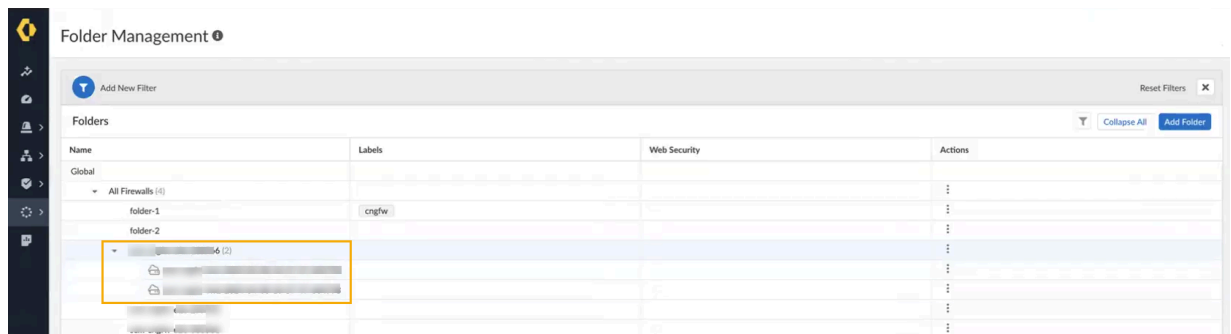 Folder Management
Add New Filter
Reset Filters
Folders
Collapse All
Add Folder
Name
Labels
Web Security
Actions
Global
All Firewalls (4)
folder-1
cngfw
folder-2
(2)